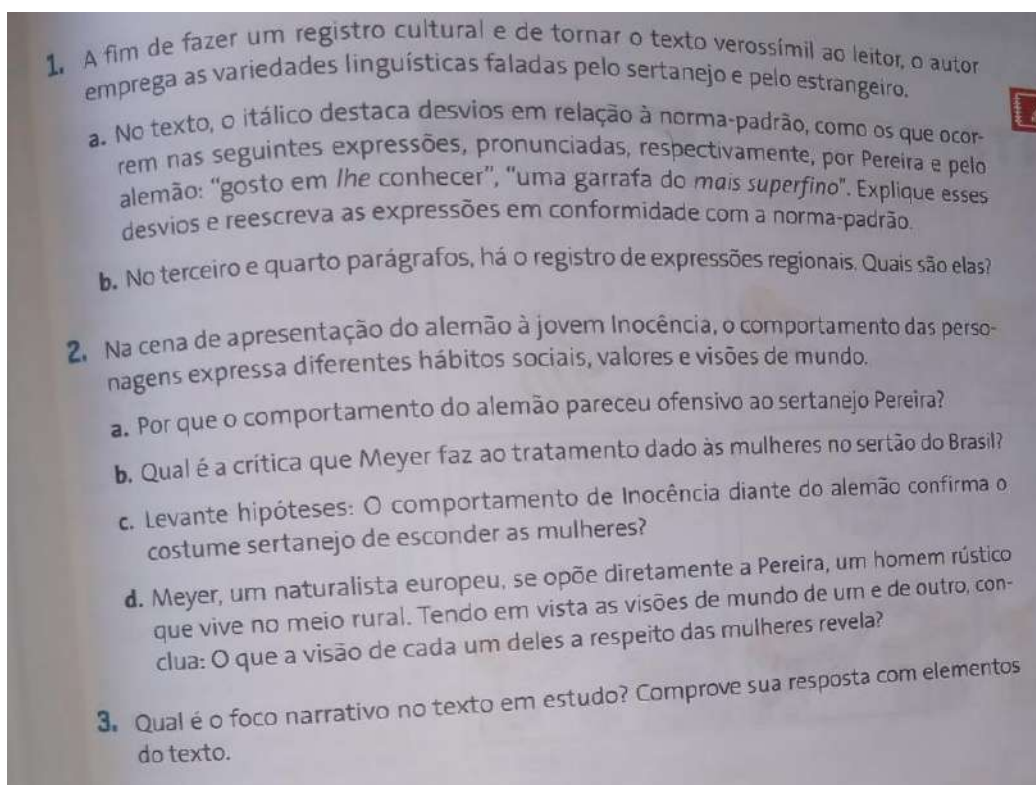 1. A fim de fazer um registro cultural e de tornar o texto verossímil ao leitor, o autor
emprega as variedades linguísticas faladas pelo sertanejo e pelo estrangeiro.
a. No texto, o itálico destaca desvios em relação à norma-padrão, como os que ocor-
rem nas seguintes expressões, pronunciadas, respectivamente, por Pereira e pelo
alemão: "gosto em lhe conhecer", "uma garrafa do mais superfino". Explique esses
desvios e reescreva as expressões em conformidade com a norma-padrão.
b. No terceiro e quarto parágrafos, há o registro de expressões regionais. Quais são elas?
2. Na cena de apresentação do alemão à jovem Inocência, o comportamento das perso-
nagens expressa diferentes hábitos sociais, valores e visões de mundo.
a. Por que o comportamento do alemão pareceu ofensivo ao sertanejo Pereira?
b. Qual é a crítica que Meyer faz ao tratamento dado às mulheres no sertão do Brasil?
c. Levante hipóteses: O comportamento de Inocência diante do alemão confirma o
costume sertanejo de esconder as mulheres?
d. Meyer, um naturalista europeu, se opõe diretamente a Pereira, um homem rústico
que vive no meio rural. Tendo em vista as visões de mundo de um e de outro, con-
clua: O que a visão de cada um deles a respeito das mulheres revela?
3. Qual é o foco narrativo no texto em estudo? Comprove sua resposta com elementos
do texto.